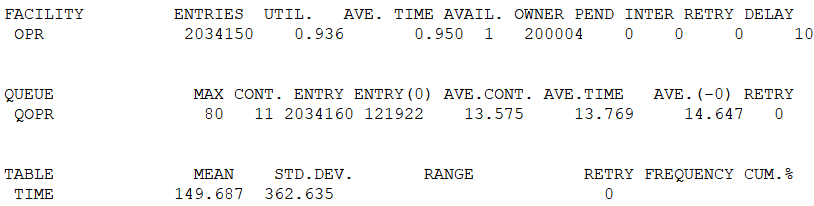 FACILITY ENTRIES UTIL. AVE. TIME AVAIL. OWNER PEND INTER RETRY DELAY
OPR 2034150 0.936 0.950 1 200004 0 0 0 10
QUEUE MAX CONT. ENTRY ENTRY(0) AVE.CONT. AVE.TIME AVE.(-0) RETRY
QOPR 80 11 2034160 121922 13.575 13.769 14.647 0
TABLE MEAN STD.DEV. RANGE RETRY FREQUENCY CUM.%
TIME 149.687 362.635 0